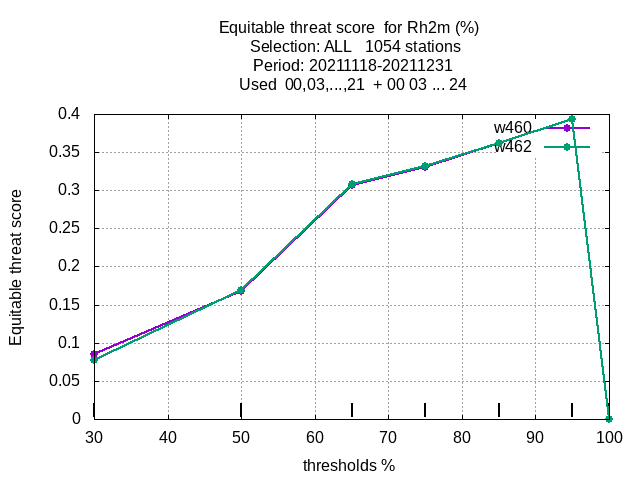 Equitable threat score  for Rh2m (%)
Selection: ALL   1054 stations
Period: 20211118-20211231
Used  00,03,...,21  + 00 03 ... 24
w460
w462
0.4
0.35
0.3
0.25
0.2
0.15
0.1
0.05
0
Equitable threat score
30 40 50 60 70 80 90 100
thresholds %